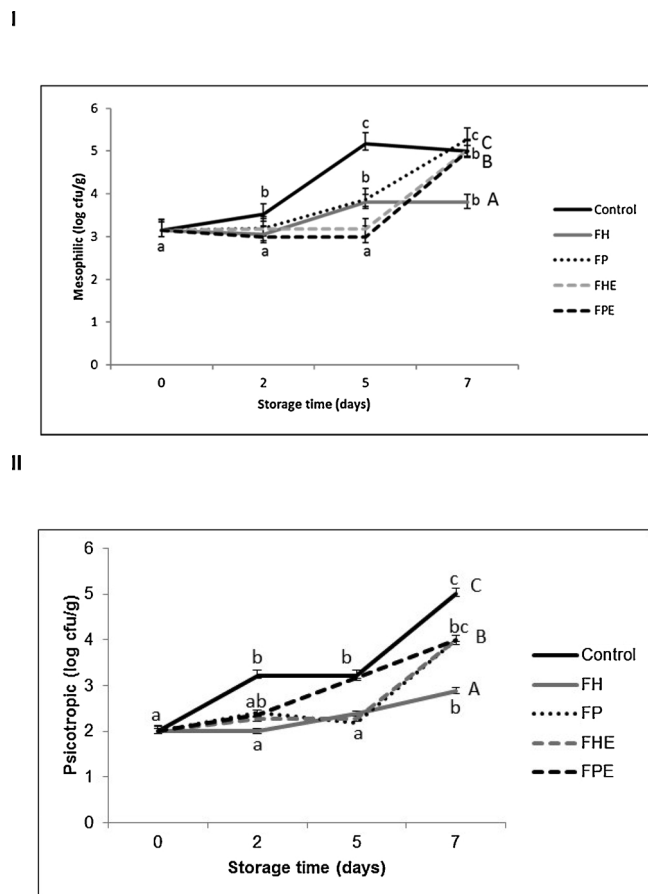 I
6
5
4
3
2
1
0
Mesophilic (log cfu/g)
a
b
a
c
b
a
c
C
b
B
b
A
0
2
5
7
Storage time (days)
Control
FH
FP
FHE
FPE
II
6
5
4
3
2
1
0
Psicotropic (log cfu/g)
a
b
ab
a
b
a
c
C
bc
B
A
b
0
2
5
7
Storage time (days)
Control
FH
FP
FHE
FPE